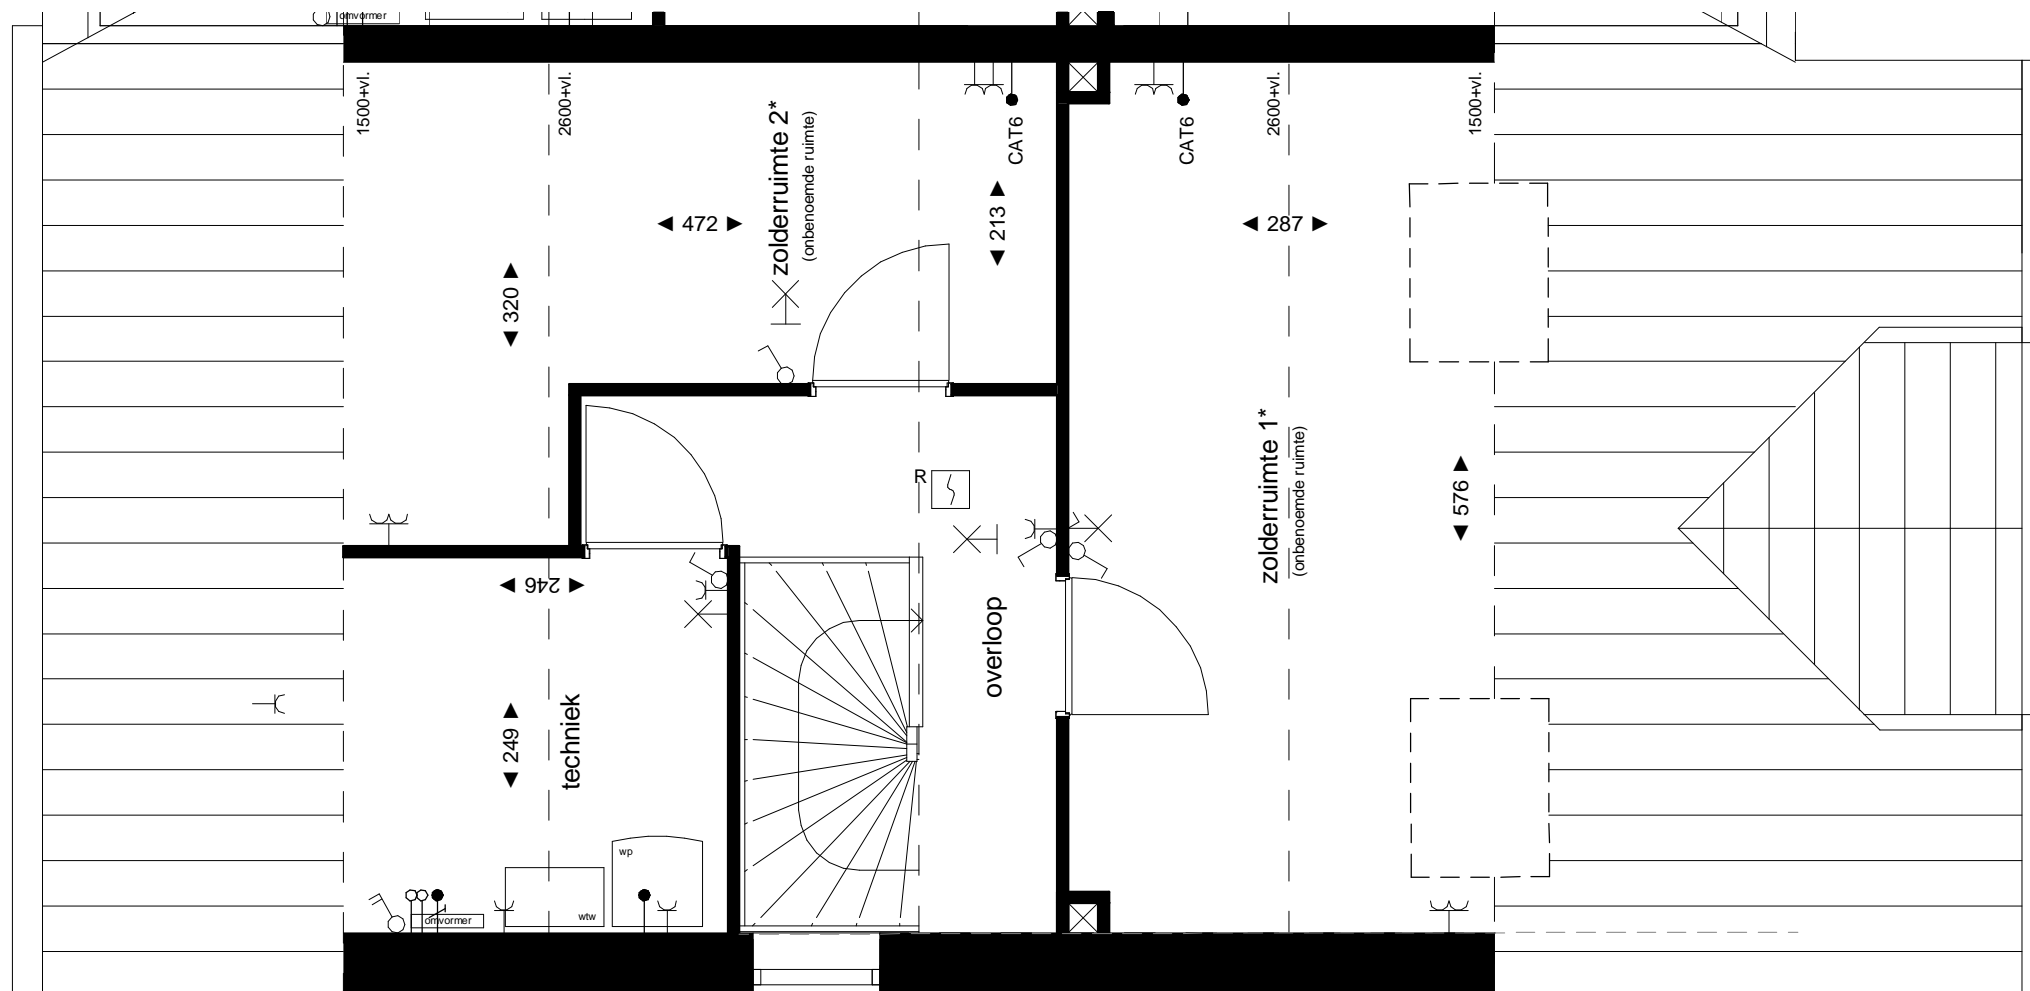 omvormer
1500+vl.
2600+vl.
zolderruimte 2*
(onbenoemde ruimte)
CAT6
CAT6
2600+vl.
1500+vl.
◄ 472 ►
◄ 213 ►
◄ 287 ►
◄ 320 ►
zolderruimte 1*
(onbenoemde ruimte)
◄ 576 ►
R
◄ 246 ►
overloop
◄ 249 ►
techniek
wp
wtw
omvormer